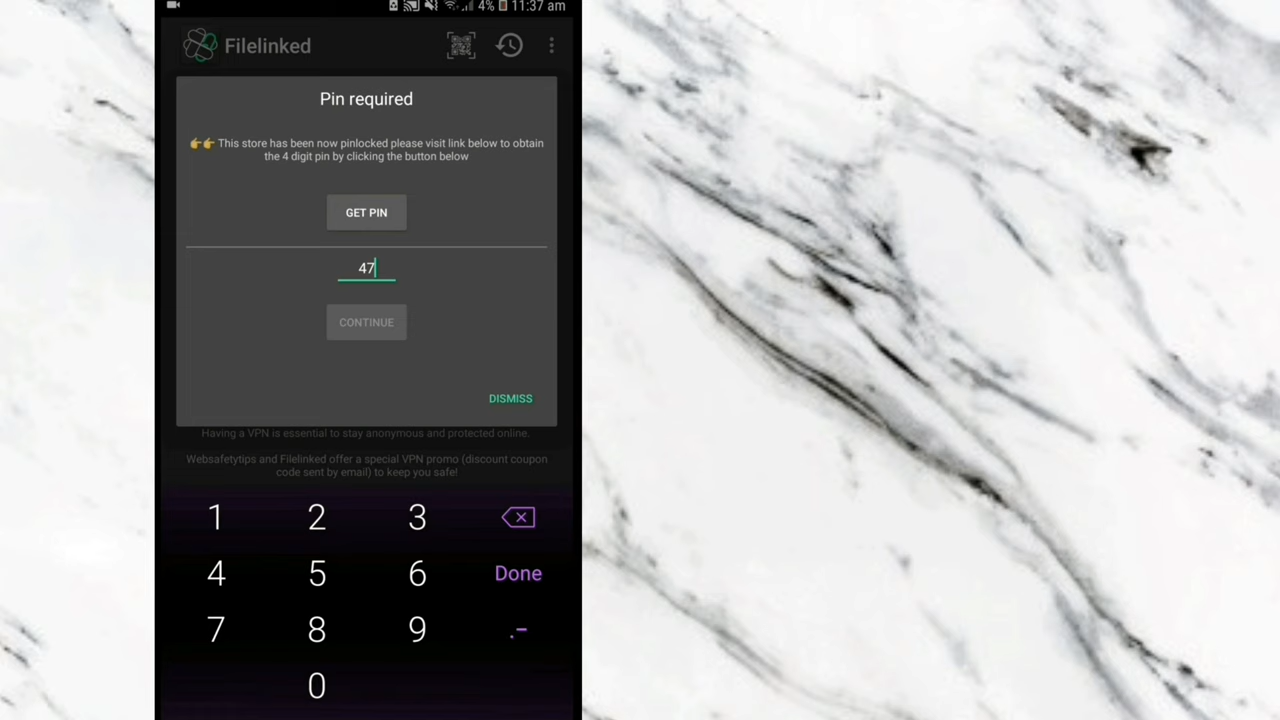 4% 11:37 am
Filelinked
Pin required
👉👉 This store has been now pinlocked please visit link below to obtain
the 4 digit pin by clicking the button below
GET PIN
47
CONTINUE
DISMISS
Having a VPN is essential to stay anonymous and protected online.
Websafetytips and Filelinked offer a special VPN promo (discount coupon
code sent by email) to keep you safe!
1 2 3
4 5 6 Done
7 8 9 .-
0